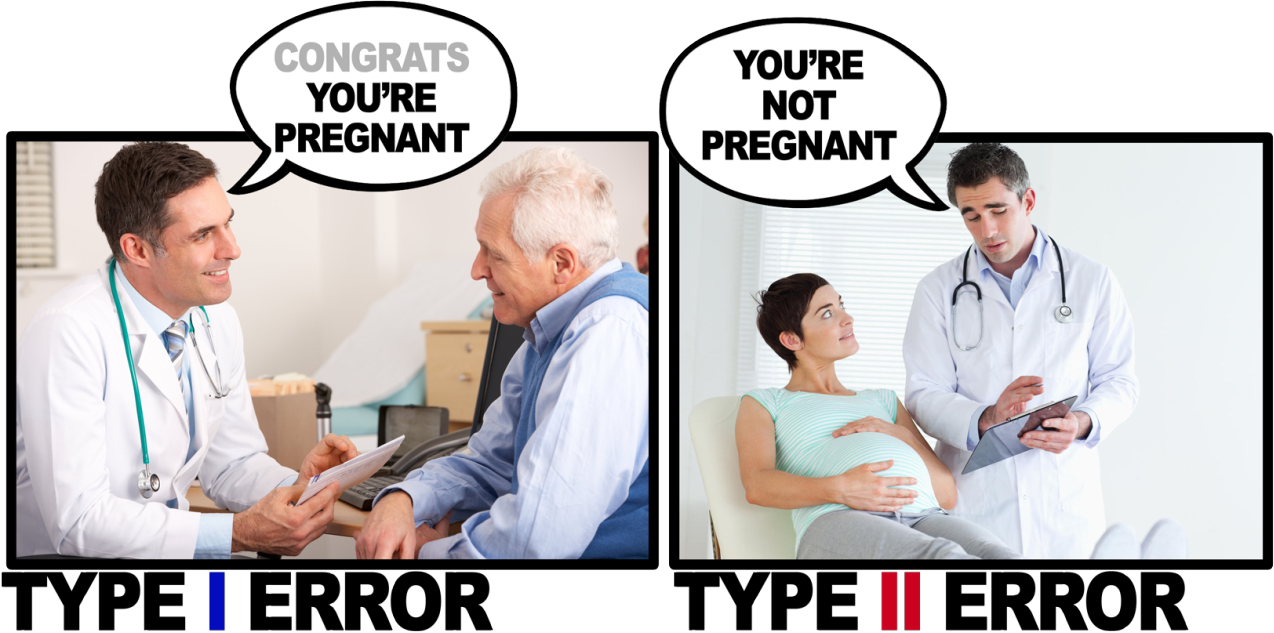 CONGRATS
YOU'RE
PREGNANT
YOU'RE
NOT
PREGNANT
TYPE I ERROR
TYPE II ERROR